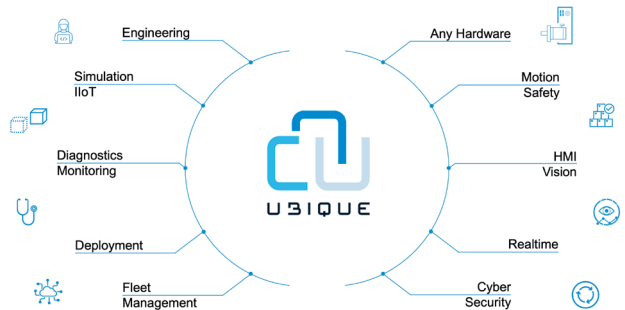 Engineering
Simulation
IIoT
Diagnostics
Monitoring
Deployment
Fleet
Management
UBIQUE
Any Hardware
Motion
Safety
HMI
Vision
Realtime
Cyber
Security